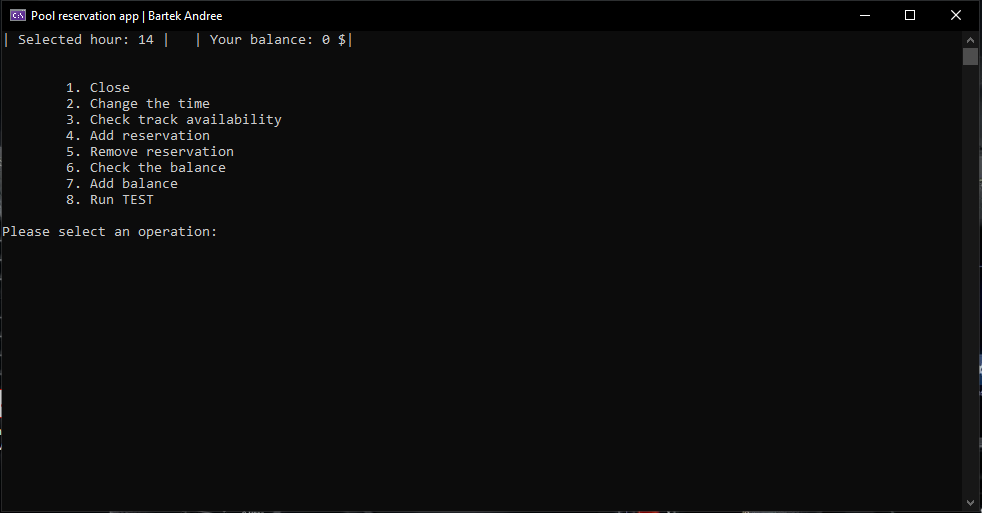 Pool reservation app | Bartek Andree
| Selected hour: 14 |   | Your balance: 0 $|
1. Close
2. Change the time
3. Check track availability
4. Add reservation
5. Remove reservation
6. Check the balance
7. Add balance
8. Run TEST
Please select an operation: